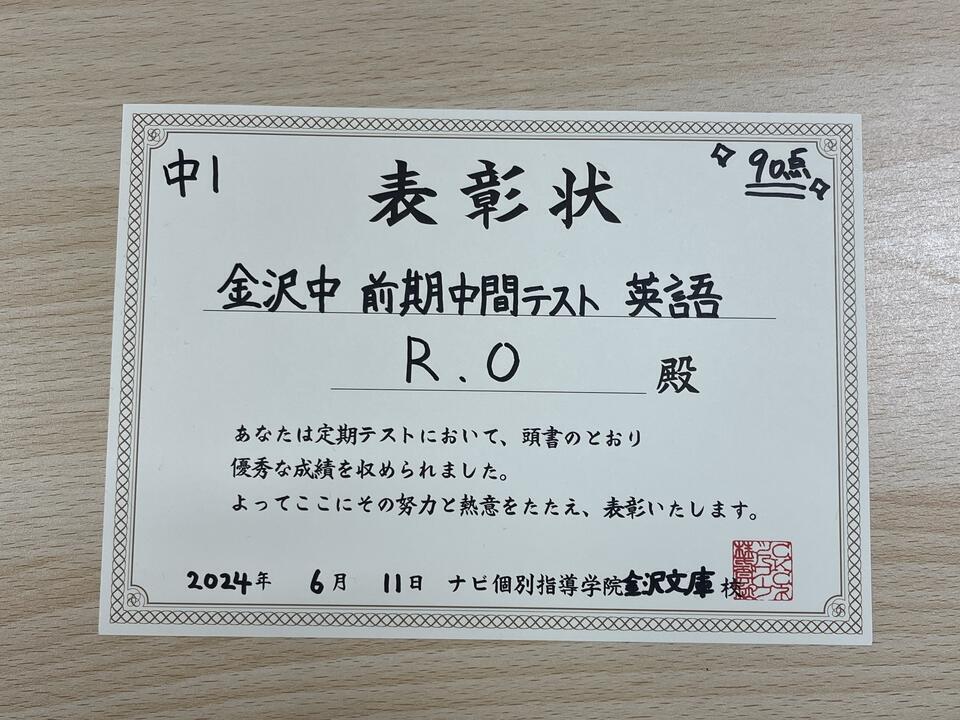 中1
90点
表彰状
金沢中 前期中間テスト 英語
R.O 殿
あなたは定期テストにおいて、頭書のとおり
優秀な成績を収められました。
よってここにその努力と熱意をたたえ、表彰いたします。
2024年 6月 11日 ナビ個別指導学院金沢文庫校